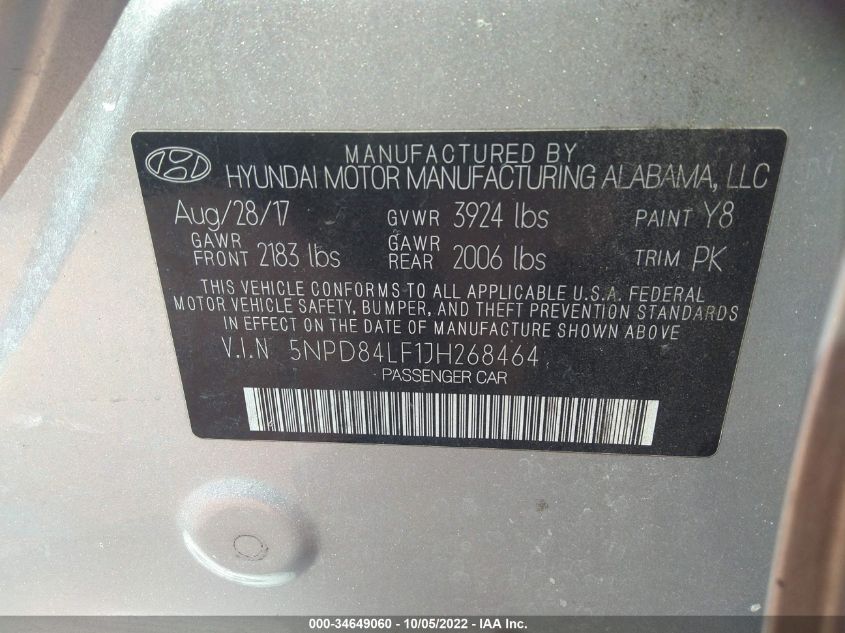 MANUFACTURED BY
HYUNDAI MOTOR MANUFACTURING ALABAMA, LLC
Aug/28/17 GVWR 3924 lbs PAINT Y8
GAWR FRONT 2183 lbs GAWR REAR 2006 lbs TRIM PK
THIS VEHICLE CONFORMS TO ALL APPLICABLE U.S.A. FEDERAL
MOTOR VEHICLE SAFETY, BUMPER, AND THEFT PREVENTION STANDARDS
IN EFFECT ON THE DATE OF MANUFACTURE SHOWN ABOVE
V.I.N 5NPD84LF1JH268464
PASSENGER CAR
000-34649060 - 10/05/2022 - IAA Inc.